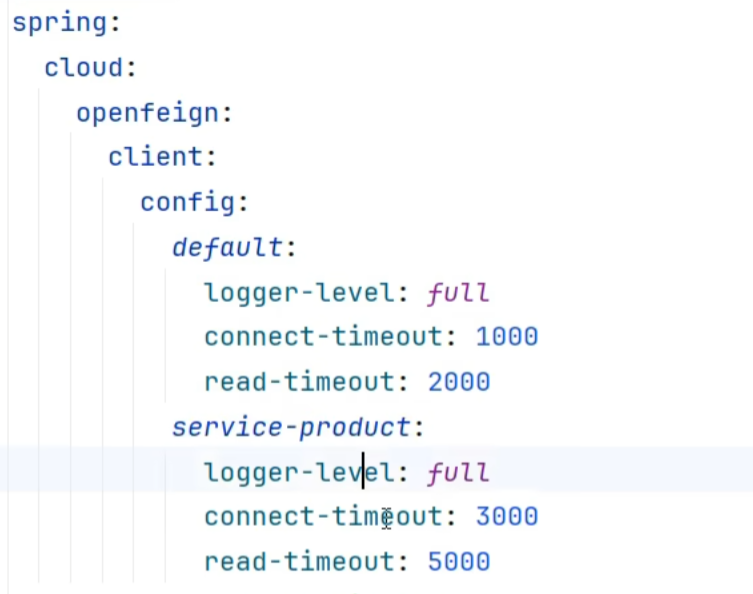 spring:
  cloud:
    openfeign:
      client:
        config:
          default:
            logger-level: full
            connect-timeout: 1000
            read-timeout: 2000
          service-product:
            logger-level: full
            connect-timeout: 3000
            read-timeout: 5000